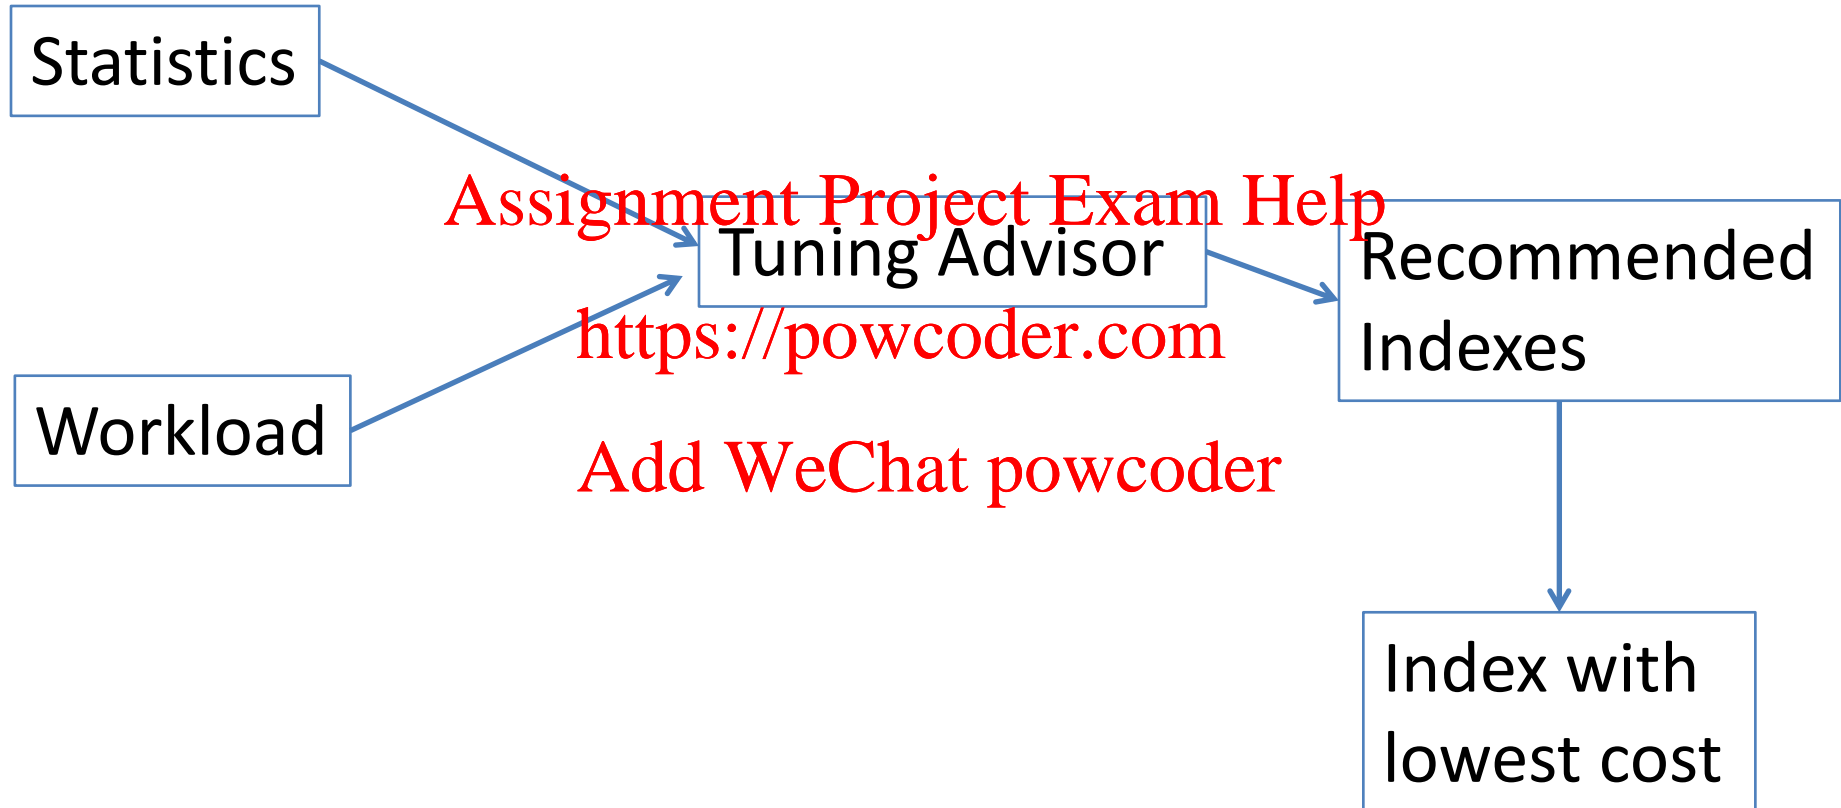 Statistics
Assignment Project Exam Help
Tuning Advisor
Recommended
Indexes
https://powcoder.com
Workload
Add WeChat powcoder
Index with
lowest cost